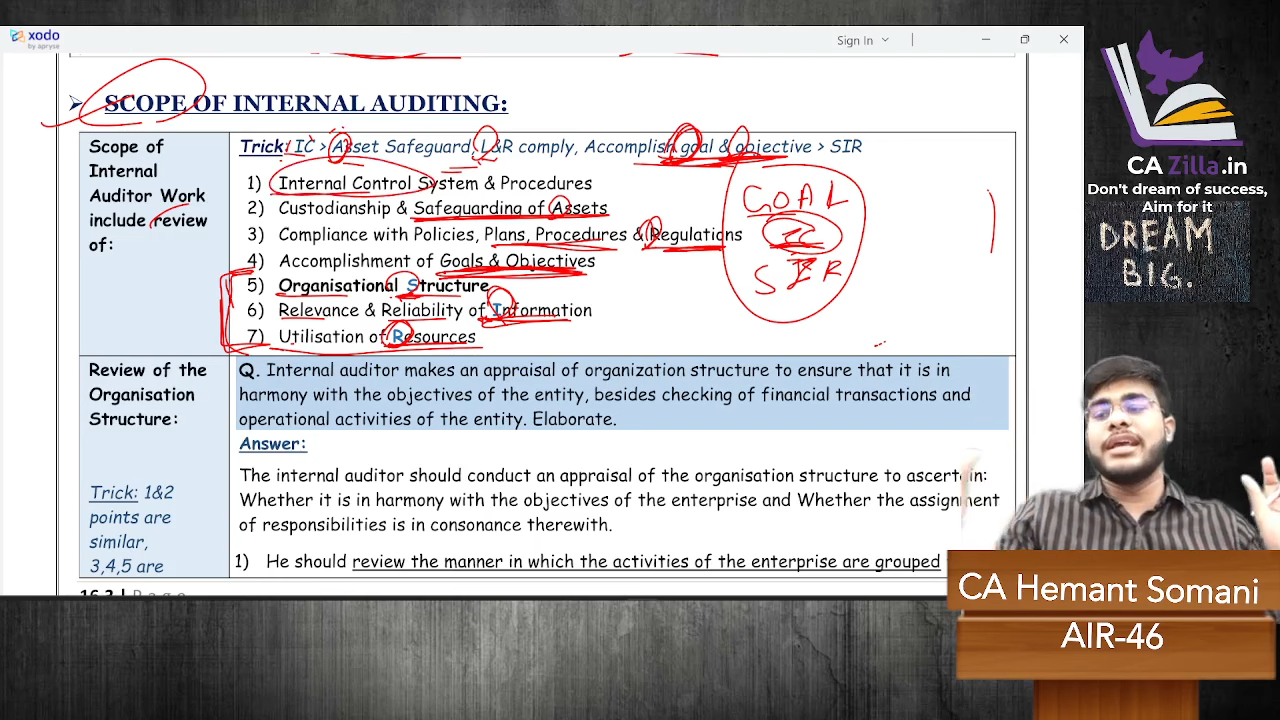 xodo
by apryse
Sign In
SCOPE OF INTERNAL AUDITING:
Scope of
Internal
Auditor Work
include review
of:
Trick: IC > Asset Safeguard, L&R comply, Accomplish goal & objective > SIR
1) Internal Control System & Procedures
2) Custodianship & Safeguarding of Assets
3) Compliance with Policies, Plans, Procedures & Regulations
4) Accomplishment of Goals & Objectives
5) Organisational Structure
6) Relevance & Reliability of Information
7) Utilisation of Resources
GOAL
IC
SIR
Review of the
Organisation
Structure:
Trick: 1&2
points are
similar,
3,4,5 are
Q. Internal auditor makes an appraisal of organization structure to ensure that it is in
harmony with the objectives of the entity, besides checking of financial transactions and
operational activities of the entity. Elaborate.
Answer:
The internal auditor should conduct an appraisal of the organisation structure to ascertain:
Whether it is in harmony with the objectives of the enterprise and Whether the assignment
of responsibilities is in consonance therewith.
1) He should review the manner in which the activities of the enterprise are grouped
CA Zilla.in
Don't dream of success,
Aim for it
DREAM
BIG.
CA Hemant Somani
AIR-46